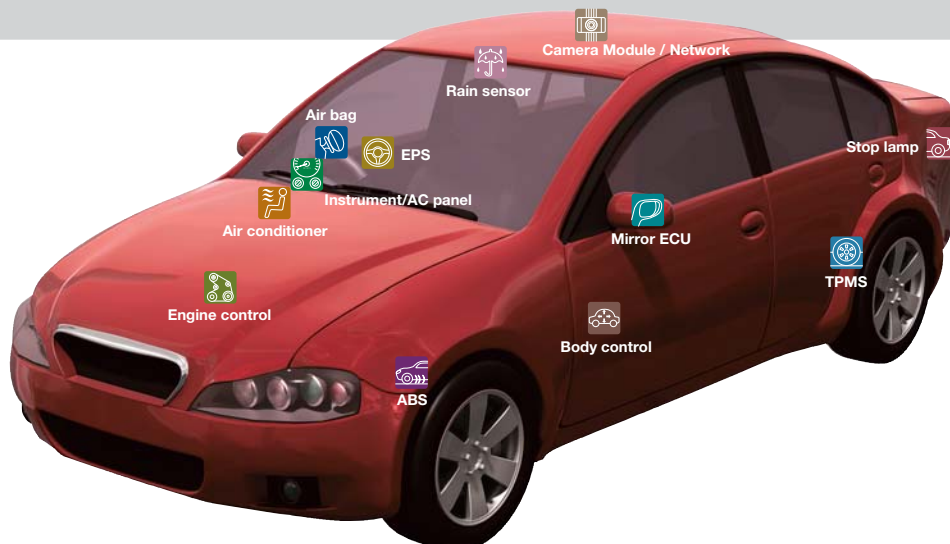 Camera Module / Network
Rain sensor
Air bag
EPS
Stop lamp
Instrument/AC panel
Air conditioner
Mirror ECU
TPMS
Engine control
Body control
ABS